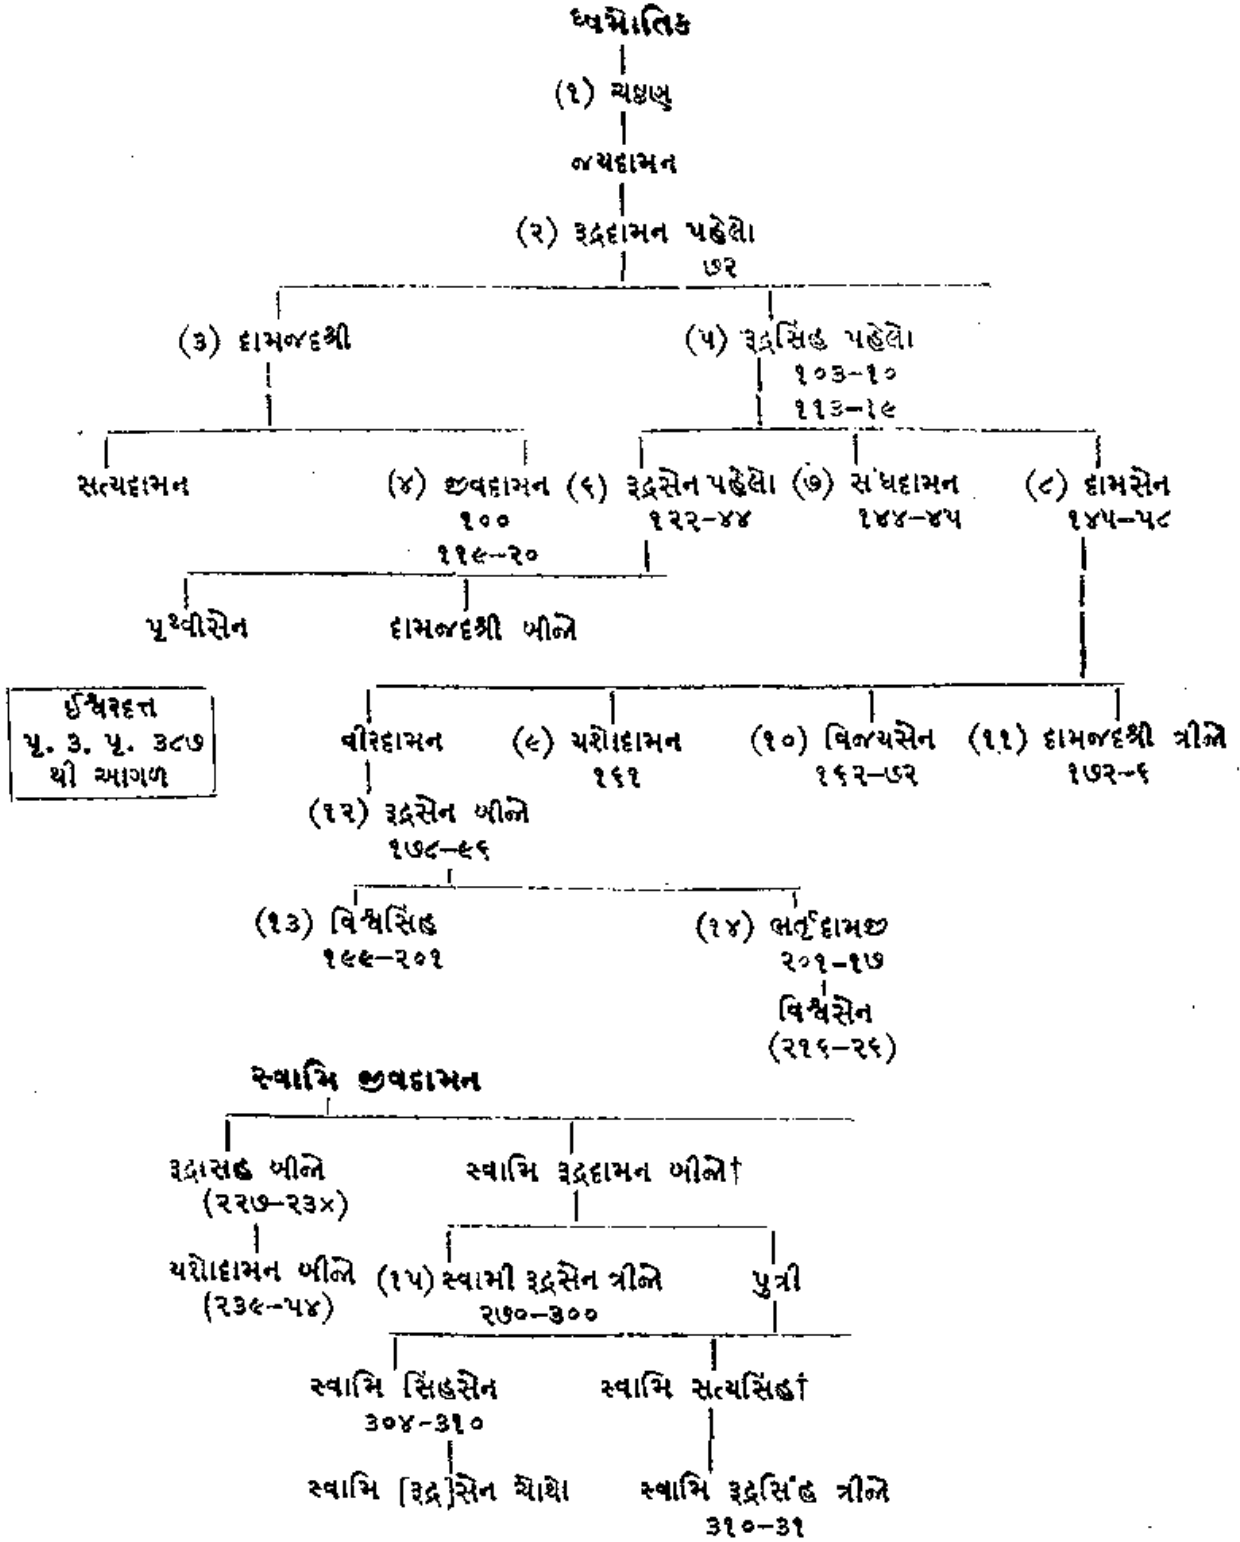 ધ્વમોતિક
(૧) ચષ્ટણ
જયદામન
(૨) રૂદ્રદામન પહેલો
૭૨
(૩) દામજદશ્રી
(૫) રૂદ્રસિંહ પહેલો
૧૦૩–૧૦
૧૧૩–૧૯
સત્યદામન
(૪) જીવદામન
૧૦૦
૧૧૯–૨૦
(૬) રૂદ્રસેન પહેલો
૧૨૨–૪૪
(૭) સંઘદામન
૧૪૪–૪૫
(૮) દામસેન
૧૪૫–૫૮
પૃથ્વીસેન
દામજદશ્રી બીજો
ઈશ્વરદત્ત
પૃ. ૩. પૃ. ૩૮૭
થી આગળ
વીરદામન
(૯) યશોદામન
૧૬૧
(૧૦) વિજયસેન
૧૬૨–૭૨
(૧૧) દામજદશ્રી ત્રીજો
૧૭૨–૬
(૧૨) રૂદ્રસેન બીજો
૧૭૮–૯૬
(૧૩) વિશ્વસિંહ
૧૯૯–૨૦૧
(૧૪) ભર્તૃદામજી
૨૦૧–૧૭
વિશ્વસેન
(૨૧૬–૨૬)
સ્વામિ જીવદામન
રૂદ્રાસહ બીજો
(૨૨૭–૨૩×)
સ્વામિ રૂદ્રદામન બીજો†
યશોદામન બીજો
(૨૩૯–૫૪)
(૧૫) સ્વામી રૂદ્રસેન ત્રીજો
૨૭૦–૩૦૦
પુત્રી
સ્વામિ સિંહસેન
૩૦૪–૩૧૦
સ્વામિ સત્યસિંહ†
સ્વામિ [રૂદ્ર]સેન ચોથો
સ્વામિ રૂદ્રસિંહ ત્રીજો
૩૧૦–૩૧